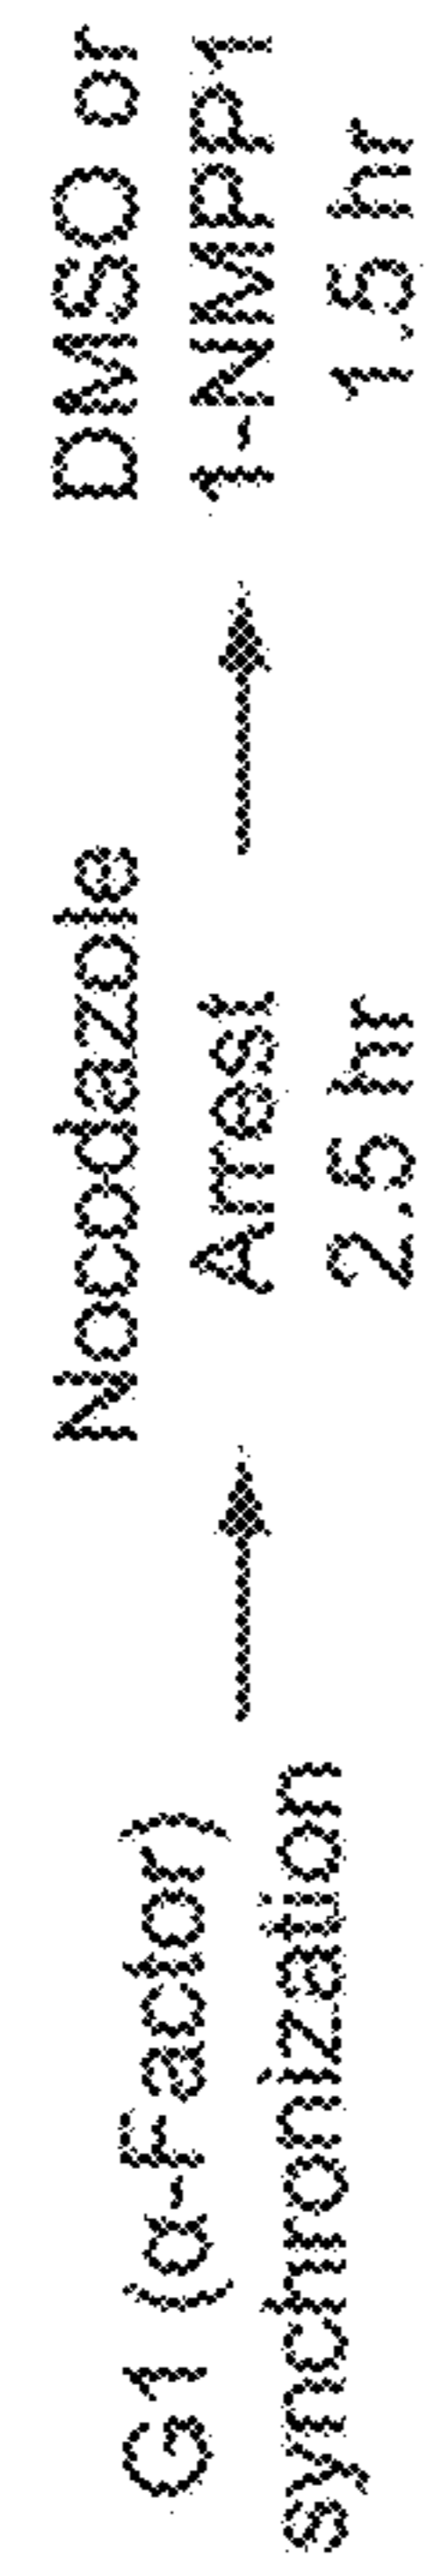 G1 (α-Factor)
synchronization
Nocodazole
Arrest
2.5 hr
DMSO or
1-NMPP1
1.5 hr